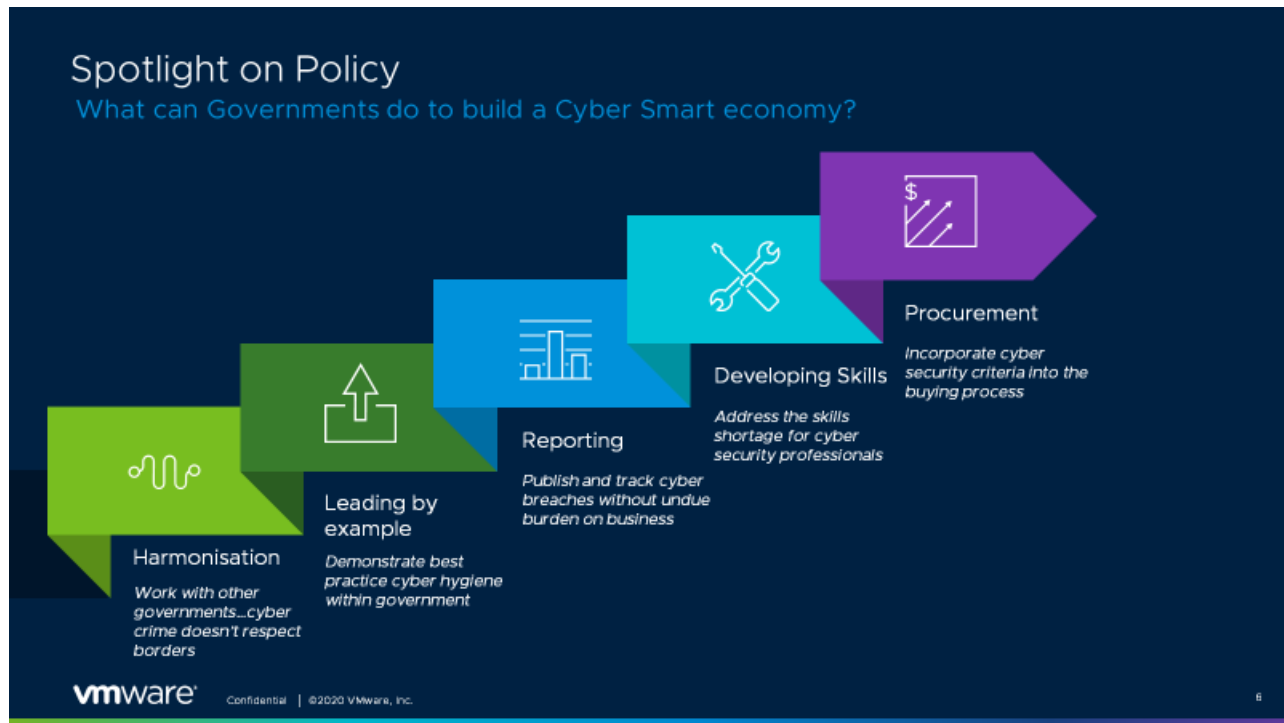 Spotlight on Policy
What can Governments do to build a Cyber Smart economy?
$
Procurement
Incorporate cyber
security criteria into the
buying process
Developing Skills
Address the skills
shortage for cyber
security professionals
Reporting
Publish and track cyber
breaches without undue
burden on business
Leading by
example
Demonstrate best
practice cyber hygiene
within government
Harmonisation
Work with other
governments...cyber
crime doesn't respect
borders
vmware
Confidential | ©2020 VMware, Inc.
6